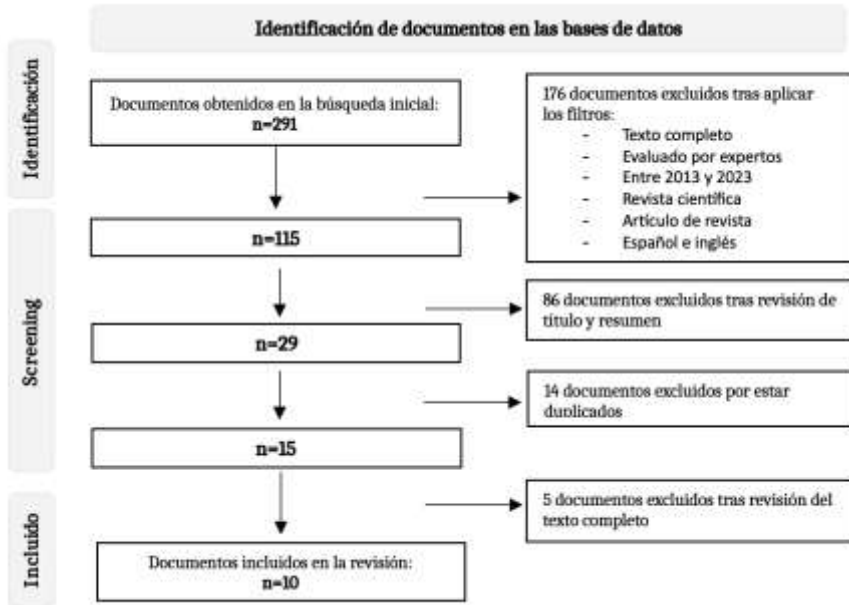 Identificación de documentos en las bases de datos
Identificación
Documentos obtenidos en la búsqueda inicial:
n=291
176 documentos excluidos tras aplicar
los filtros:
- Texto completo
- Evaluado por expertos
- Entre 2013 y 2023
- Revista científica
- Artículo de revista
- Español e inglés
Screening
n=115
86 documentos excluidos tras revisión de
título y resumen
n=29
14 documentos excluidos por estar
duplicados
n=15
5 documentos excluidos tras revisión del
texto completo
Incluido
Documentos incluidos en la revisión:
n=10